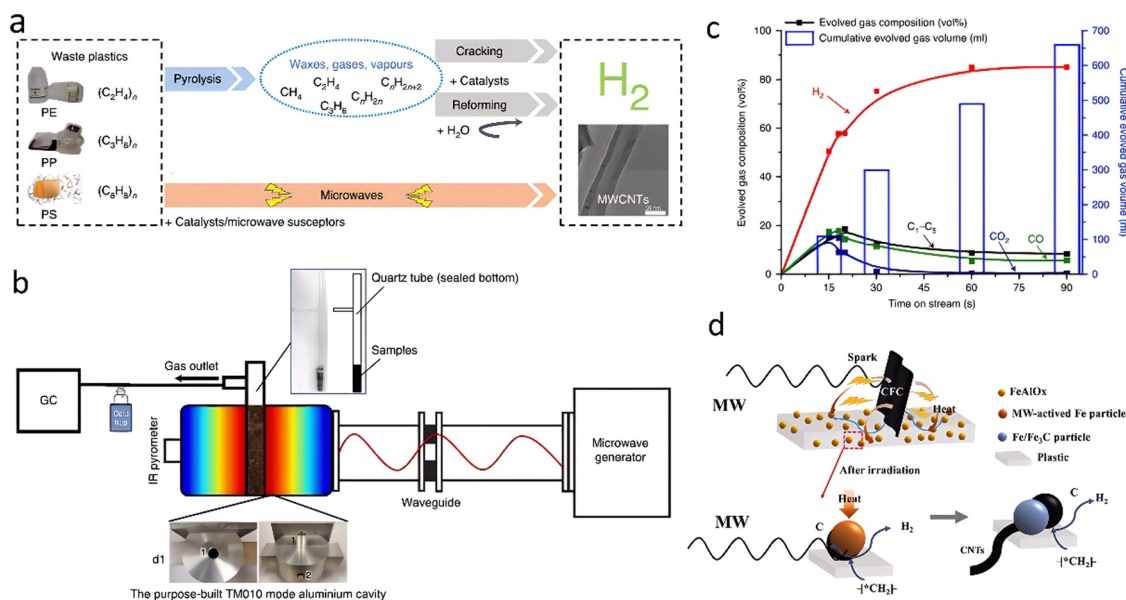 a
Waste plastics
(C₂H₄)ₙ
PE
(C₃H₆)ₙ
PP
(C₈H₈)ₙ
PS
Pyrolysis
Waxes, gases, vapours
C₂H₄ CₙH₂ₙ₊₂
CH₄
C₃H₆ CₙH₂ₙ
Cracking
+ Catalysts
Reforming
+ H₂O
Microwaves
+ Catalysts/microwave susceptors
H₂
MWCNTs
b
Quartz tube (sealed bottom)
Samples
Gas outlet
GC
Cold
trap
IR pyrometer
Waveguide
Microwave
generator
d1
1
1
2
The purpose-built TM010 mode aluminium cavity
c
Evolved gas composition (vol%)
Cumulative evolved gas volume (ml)
Evolved gas composition (vol%)
100
80
60
40
20
0
H₂
C₁–C₅
CO₂
CO
0 15 30 45 60 75 90
Time on stream (s)
700
600
500
400
300
200
100
0
Cumulative evolved gas volume (ml)
d
Spark
MW
CFC
Heat
FeAlOx
MW-actived Fe particle
Fe/Fe₃C particle
Plastic
After irradiation
Heat
MW
C
H₂
-[*CH₂]-
C
H₂
CNTs
-[*CH₂]-